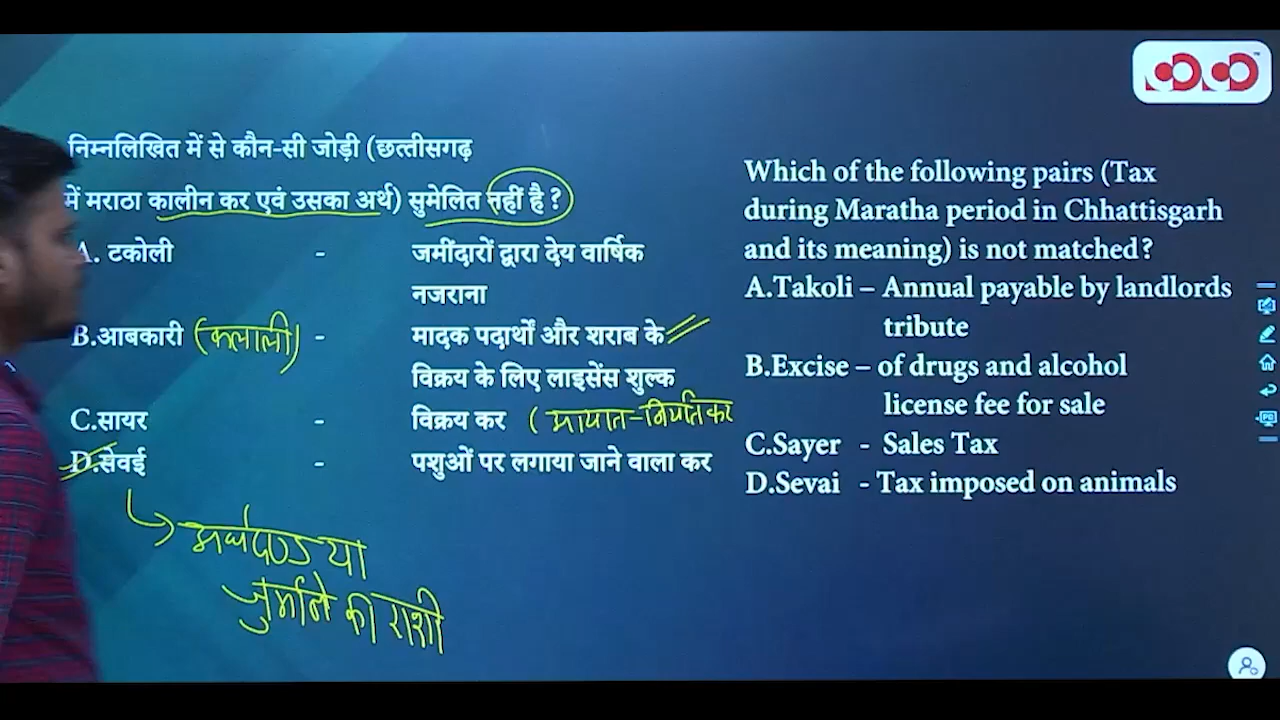 निम्नलिखित में से कौन-सी जोड़ी (छत्तीसगढ़
में मराठा कालीन कर एवं उसका अर्थ) सुमेलित नहीं है ?
A. टकोली - जमींदारों द्वारा देय वार्षिक
नजराना
B.आबकारी (कलाली) - मादक पदार्थों और शराब के
विक्रय के लिए लाइसेंस शुल्क
C.सायर - विक्रय कर (आयात-निर्यात कर
D.सेवई - पशुओं पर लगाया जाने वाला कर
अर्थदण्ड या
जुर्माने की राशी
Which of the following pairs (Tax
during Maratha period in Chhattisgarh
and its meaning) is not matched?
A.Takoli – Annual payable by landlords
tribute
B.Excise – of drugs and alcohol
license fee for sale
C.Sayer - Sales Tax
D.Sevai - Tax imposed on animals